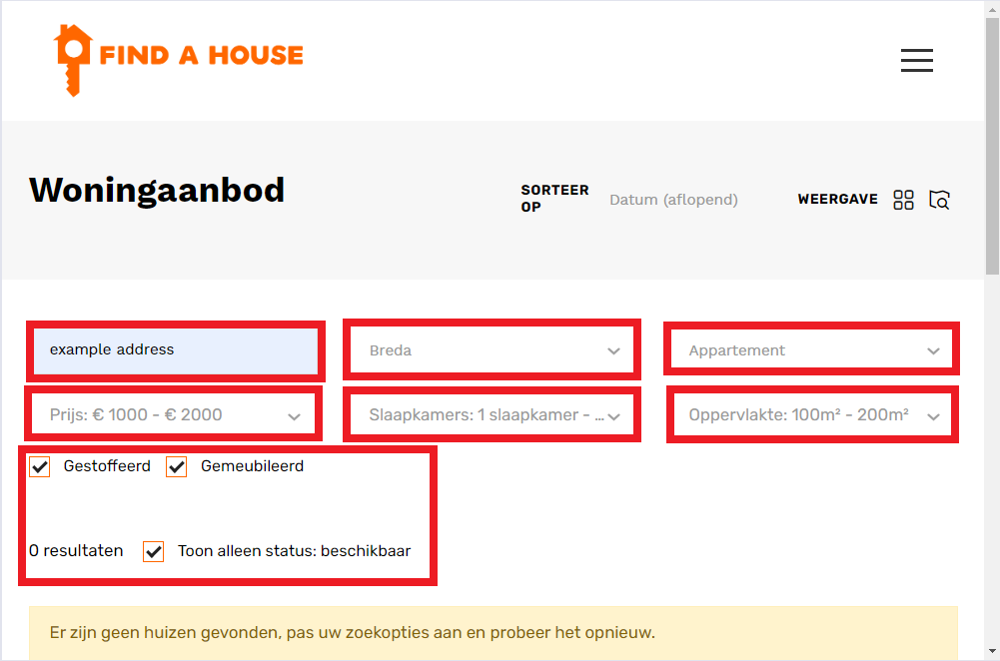 FIND A HOUSE
Woningaanbod
SORTEER
OP
Datum (aflopend)
WEERGAVE
example address
Breda
Appartement
Prijs: € 1000 - € 2000
Slaapkamers: 1 slaapkamer - ...
Oppervlakte: 100m² - 200m²
Gestoffeerd
Gemeubileerd
0 resultaten
Toon alleen status: beschikbaar
Er zijn geen huizen gevonden, pas uw zoekopties aan en probeer het opnieuw.